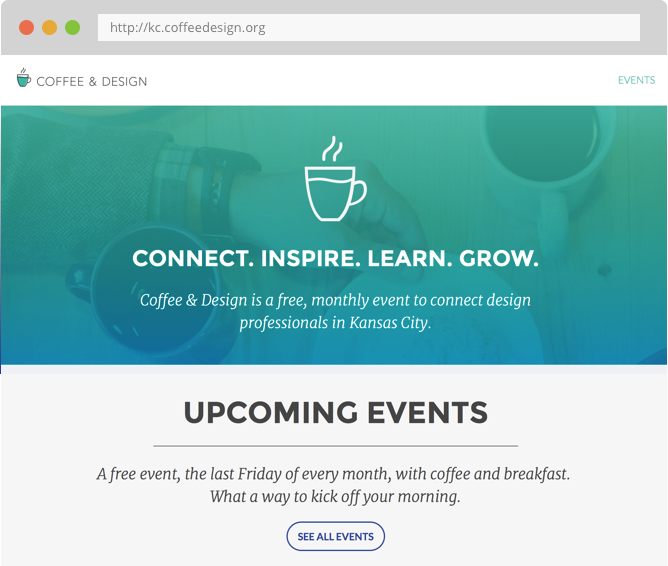 http://kc.coffeedesign.org
COFFEE & DESIGN
EVENTS
CONNECT. INSPIRE. LEARN. GROW.
Coffee & Design is a free, monthly event to connect design
professionals in Kansas City.
UPCOMING EVENTS
A free event, the last Friday of every month, with coffee and breakfast.
What a way to kick off your morning.
SEE ALL EVENTS